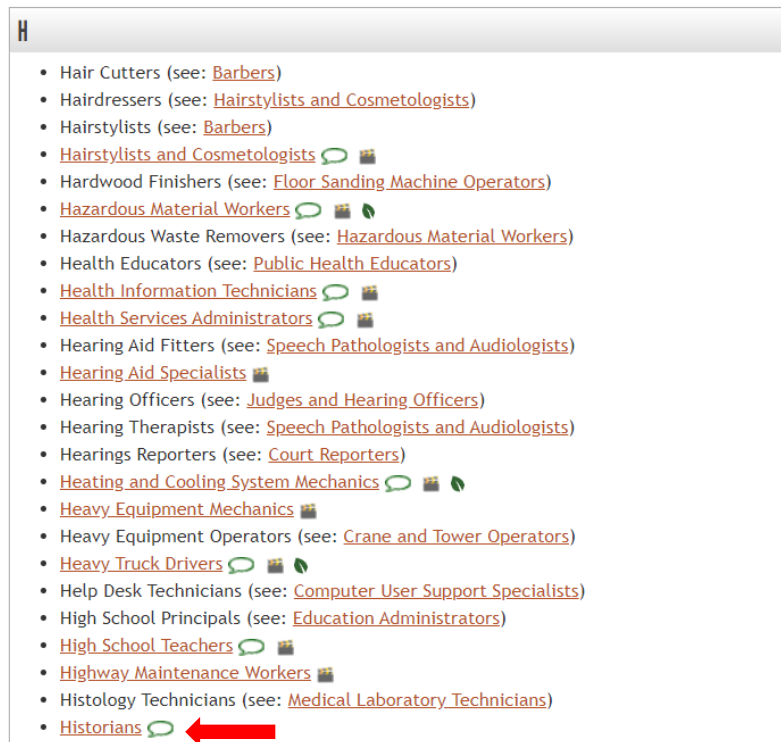 H
• Hair Cutters (see: Barbers)
• Hairdressers (see: Hairstylists and Cosmetologists)
• Hairstylists (see: Barbers)
• Hairstylists and Cosmetologists
• Hardwood Finishers (see: Floor Sanding Machine Operators)
• Hazardous Material Workers
• Hazardous Waste Removers (see: Hazardous Material Workers)
• Health Educators (see: Public Health Educators)
• Health Information Technicians
• Health Services Administrators
• Hearing Aid Fitters (see: Speech Pathologists and Audiologists)
• Hearing Aid Specialists
• Hearing Officers (see: Judges and Hearing Officers)
• Hearing Therapists (see: Speech Pathologists and Audiologists)
• Hearings Reporters (see: Court Reporters)
• Heating and Cooling System Mechanics
• Heavy Equipment Mechanics
• Heavy Equipment Operators (see: Crane and Tower Operators)
• Heavy Truck Drivers
• Help Desk Technicians (see: Computer User Support Specialists)
• High School Principals (see: Education Administrators)
• High School Teachers
• Highway Maintenance Workers
• Histology Technicians (see: Medical Laboratory Technicians)
• Historians